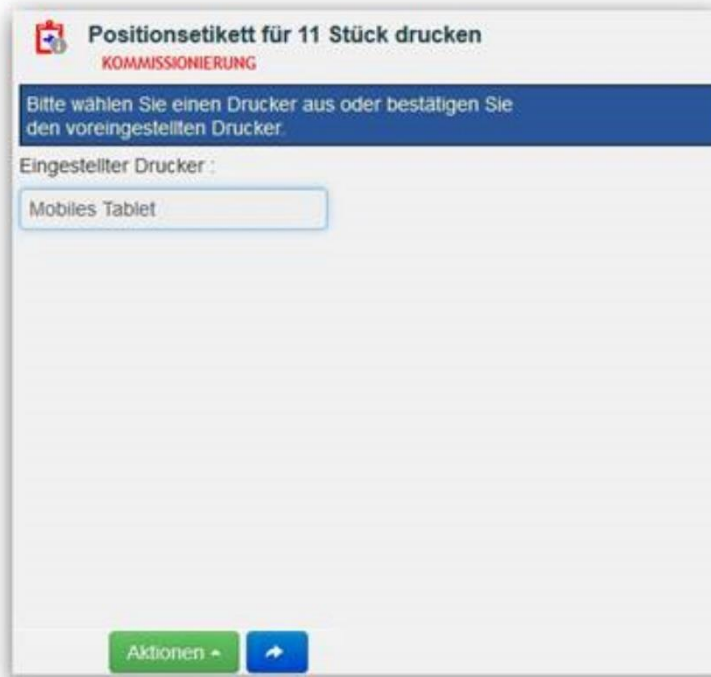 Positionsetikett für 11 Stück drucken
KOMMISSIONIERUNG
Bitte wählen Sie einen Drucker aus oder bestätigen Sie
den voreingestellten Drucker.
Eingestellter Drucker :
Mobiles Tablet
Aktionen